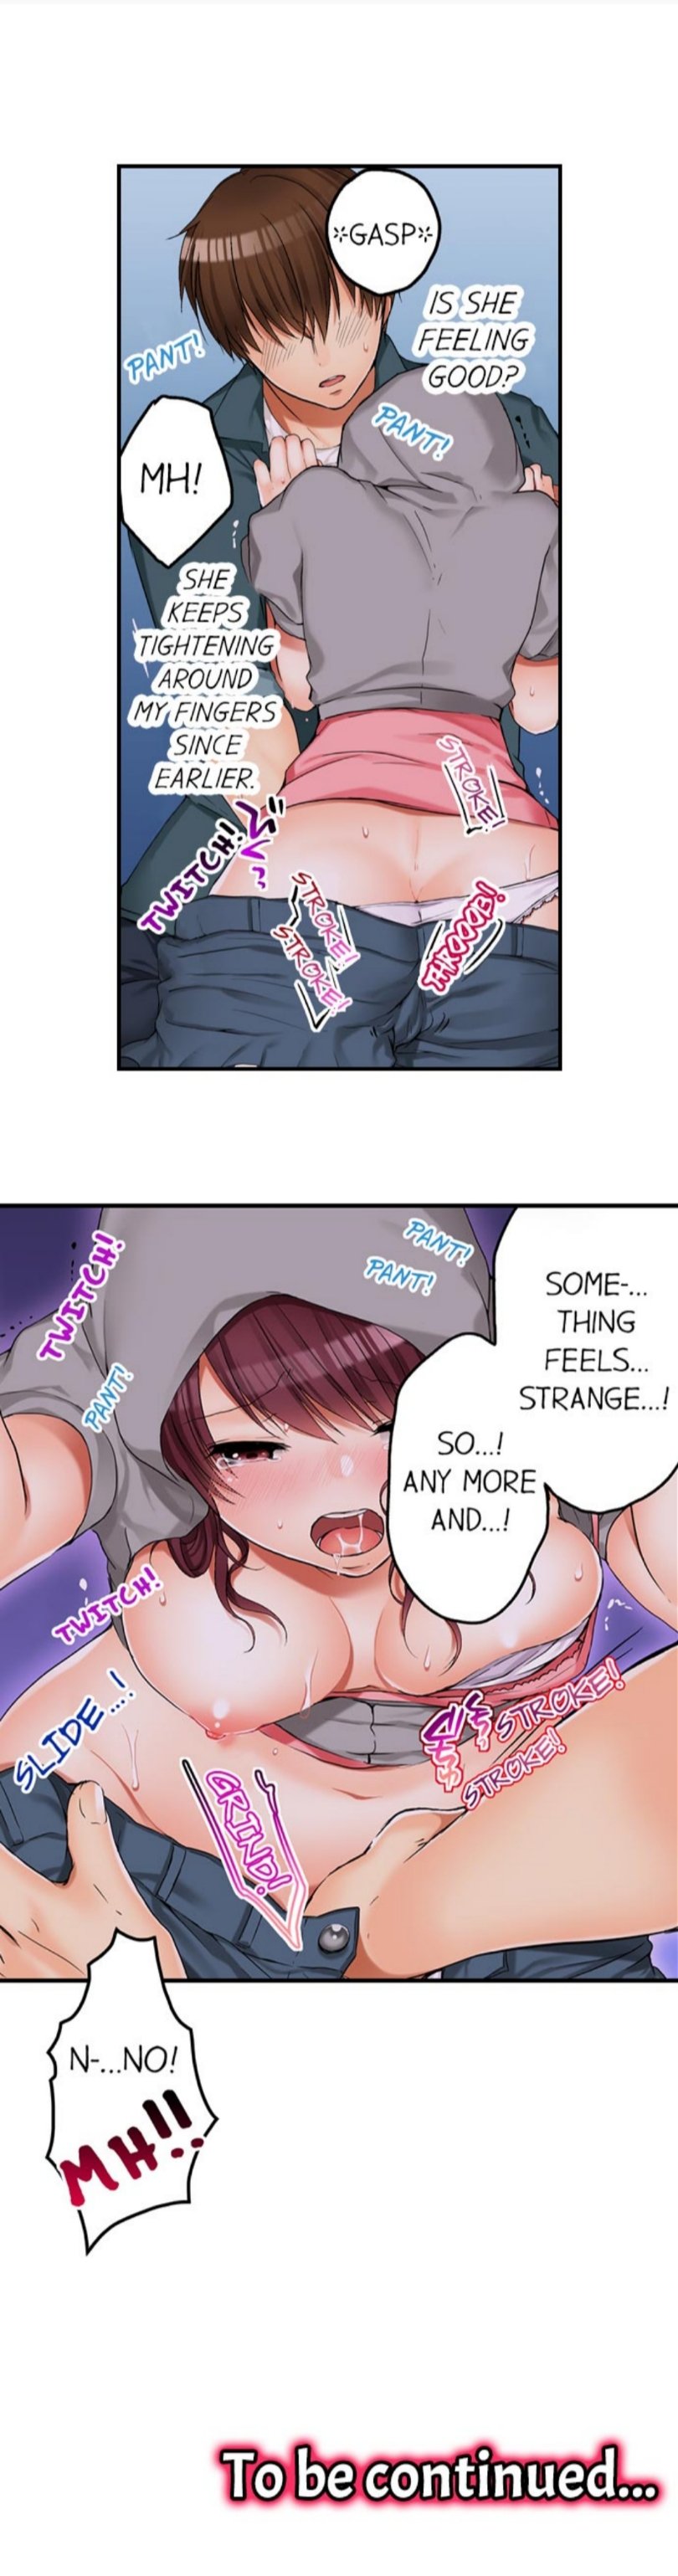 *GASP*
IS SHE
FEELING
GOOD?
PANT!
PANT!
MH!
SHE
KEEPS
TIGHTENING
AROUND
MY FINGERS
SINCE
EARLIER.
STROKE!
TWITCH!
STROKE!
STROKE!
THROOOB!
TWITCH!
PANT!
PANT!
PANT!
SOME-...
THING
FEELS...
STRANGE...!
SO...!
ANY MORE
AND...!
TWITCH!
SLIDE...!
STROKE!
STROKE!
GRIND!
N-...NO!
MH!!
To be continued...